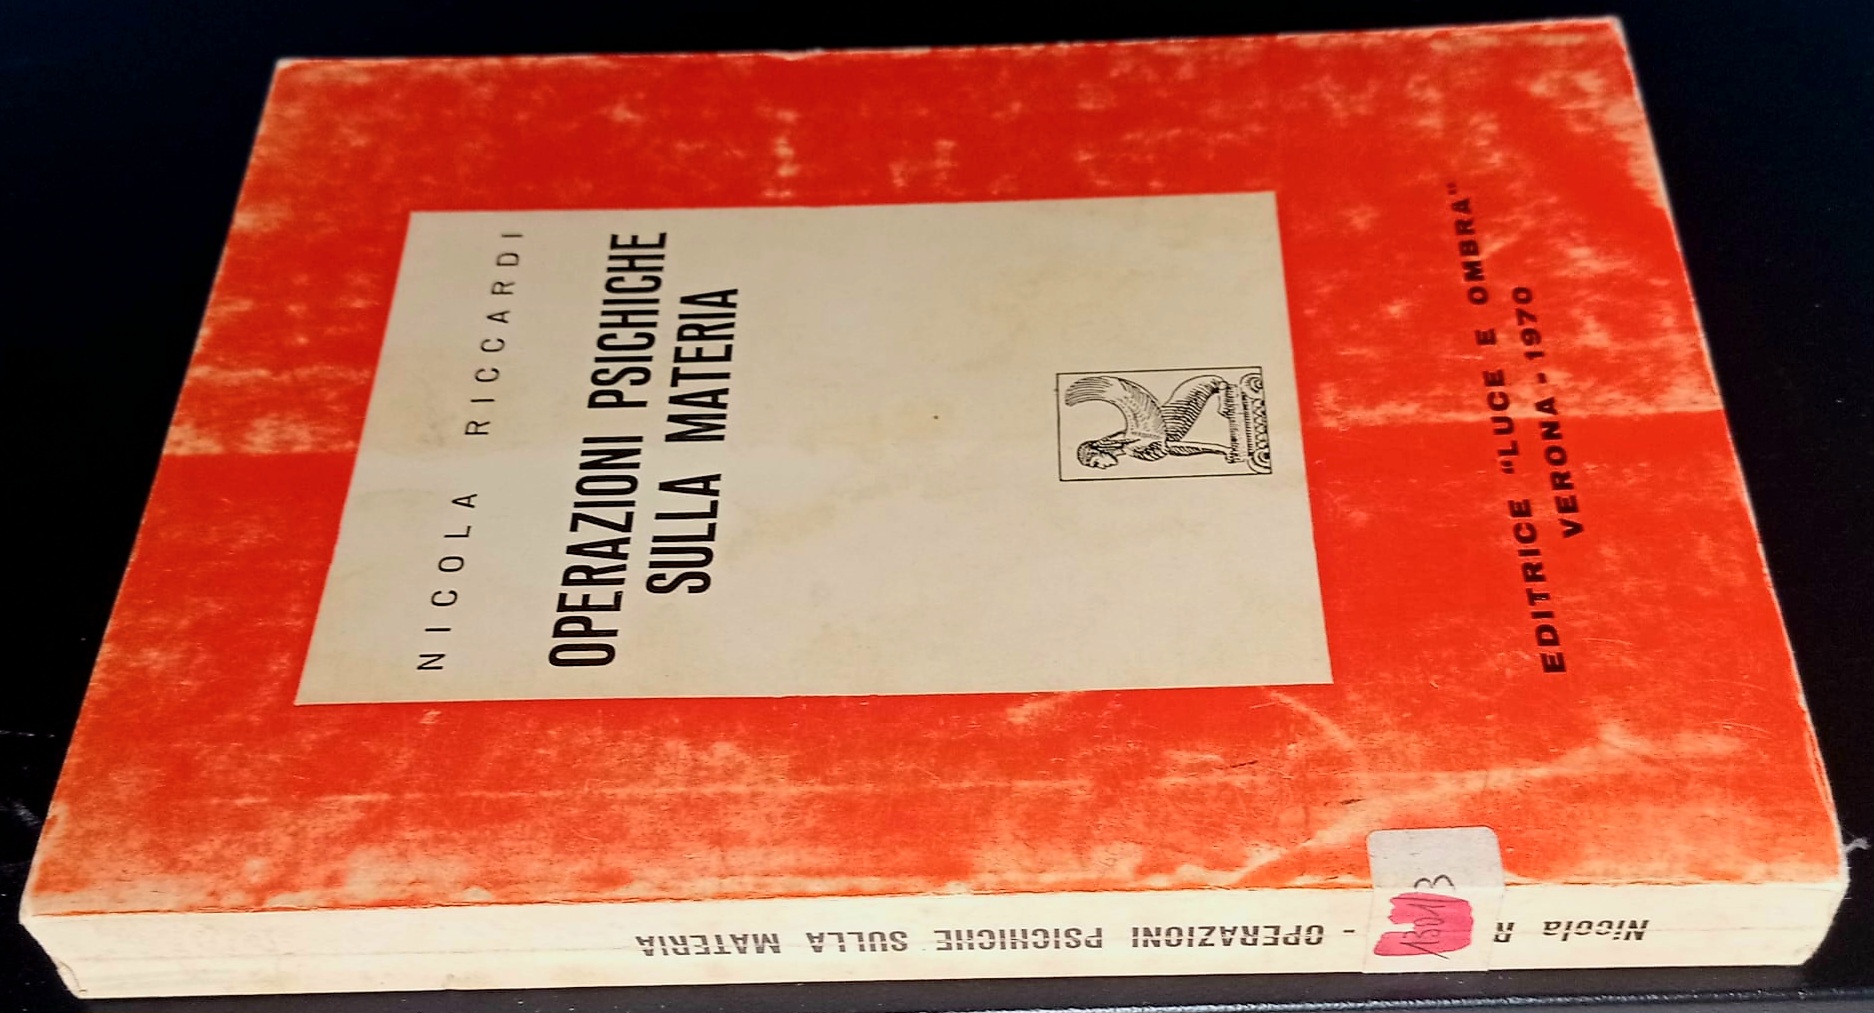 NICOLA RICCARDI
OPERAZIONI PSICHICHE
SULLA MATERIA
EDITRICE "LUCE E OMBRA"
VERONA - 1970
Nicola R - OPERAZIONI PSICHICHE SULLA MATERIA